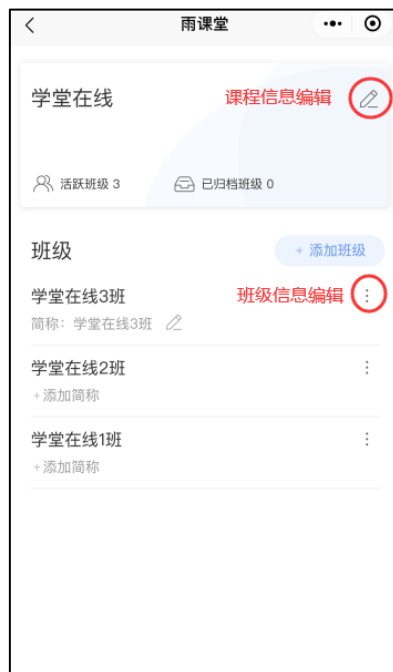 雨课堂
学堂在线 课程信息编辑
活跃班级 3 已归档班级 0
班级 + 添加班级
学堂在线3班 班级信息编辑
简称：学堂在线3班
学堂在线2班
+添加简称
学堂在线1班
+添加简称